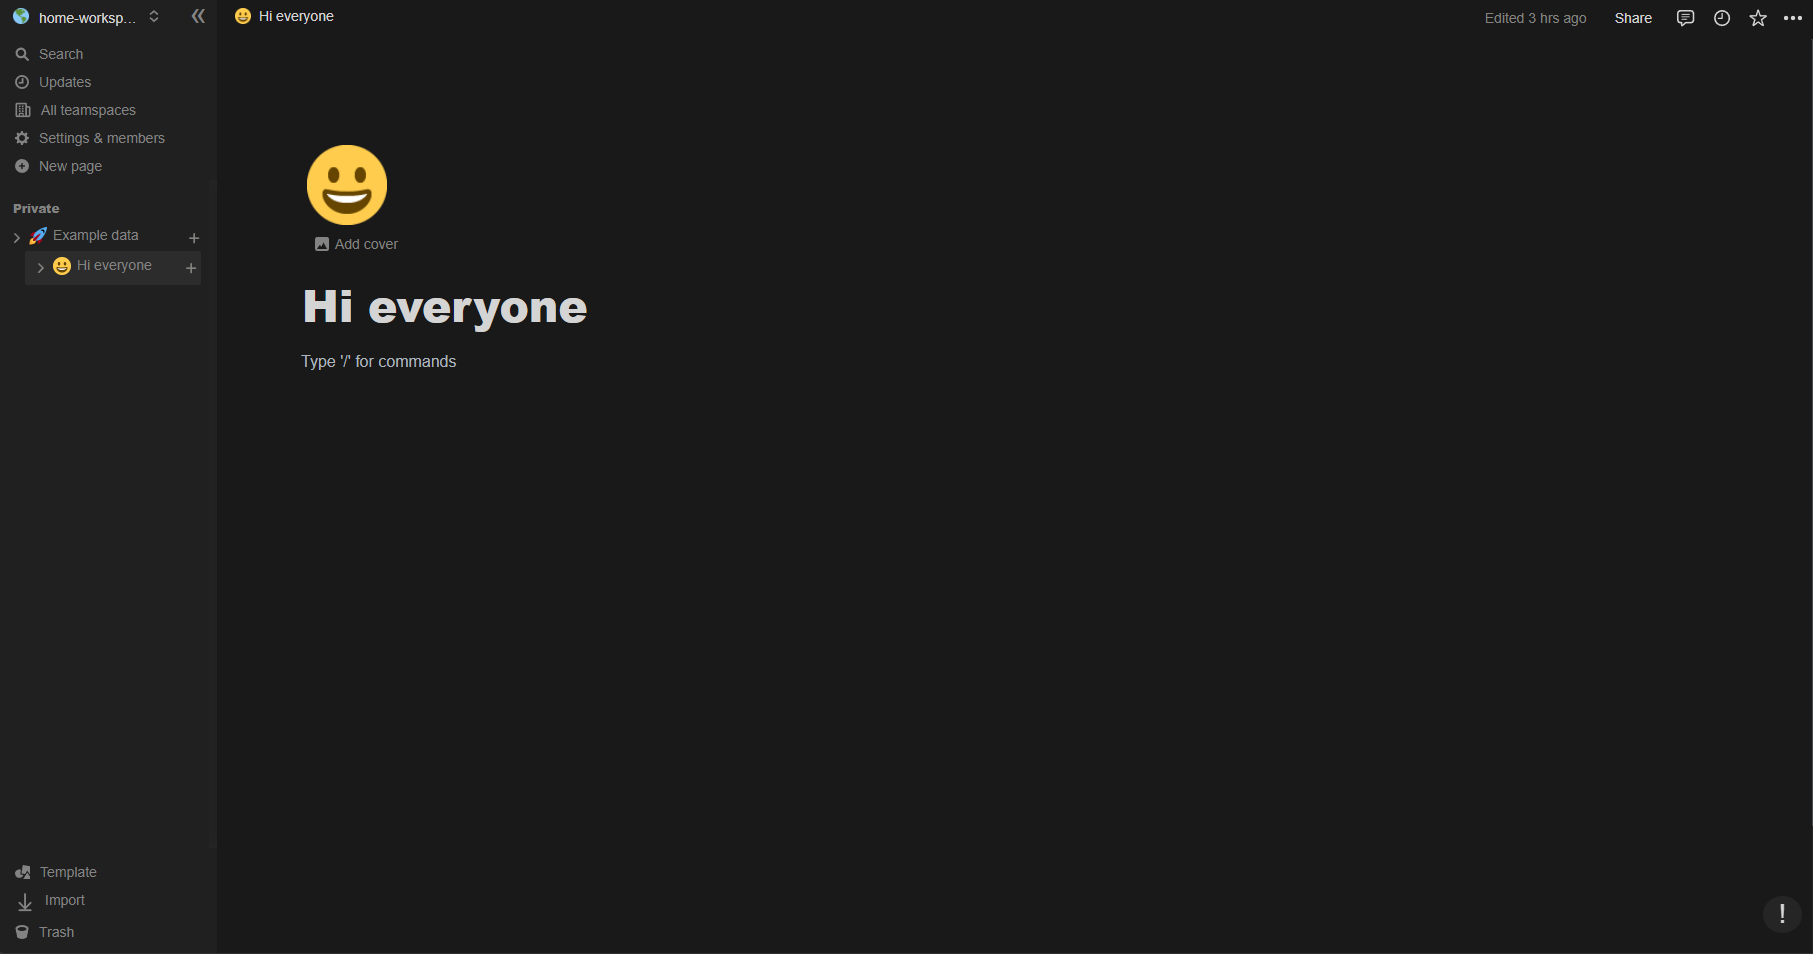 home-worksp...
Hi everyone
Edited 3 hrs ago
Share
Search
Updates
All teamspaces
Settings & members
New page
Private
Example data
Hi everyone
Add cover
Hi everyone
Type '/' for commands
Template
Import
Trash
!